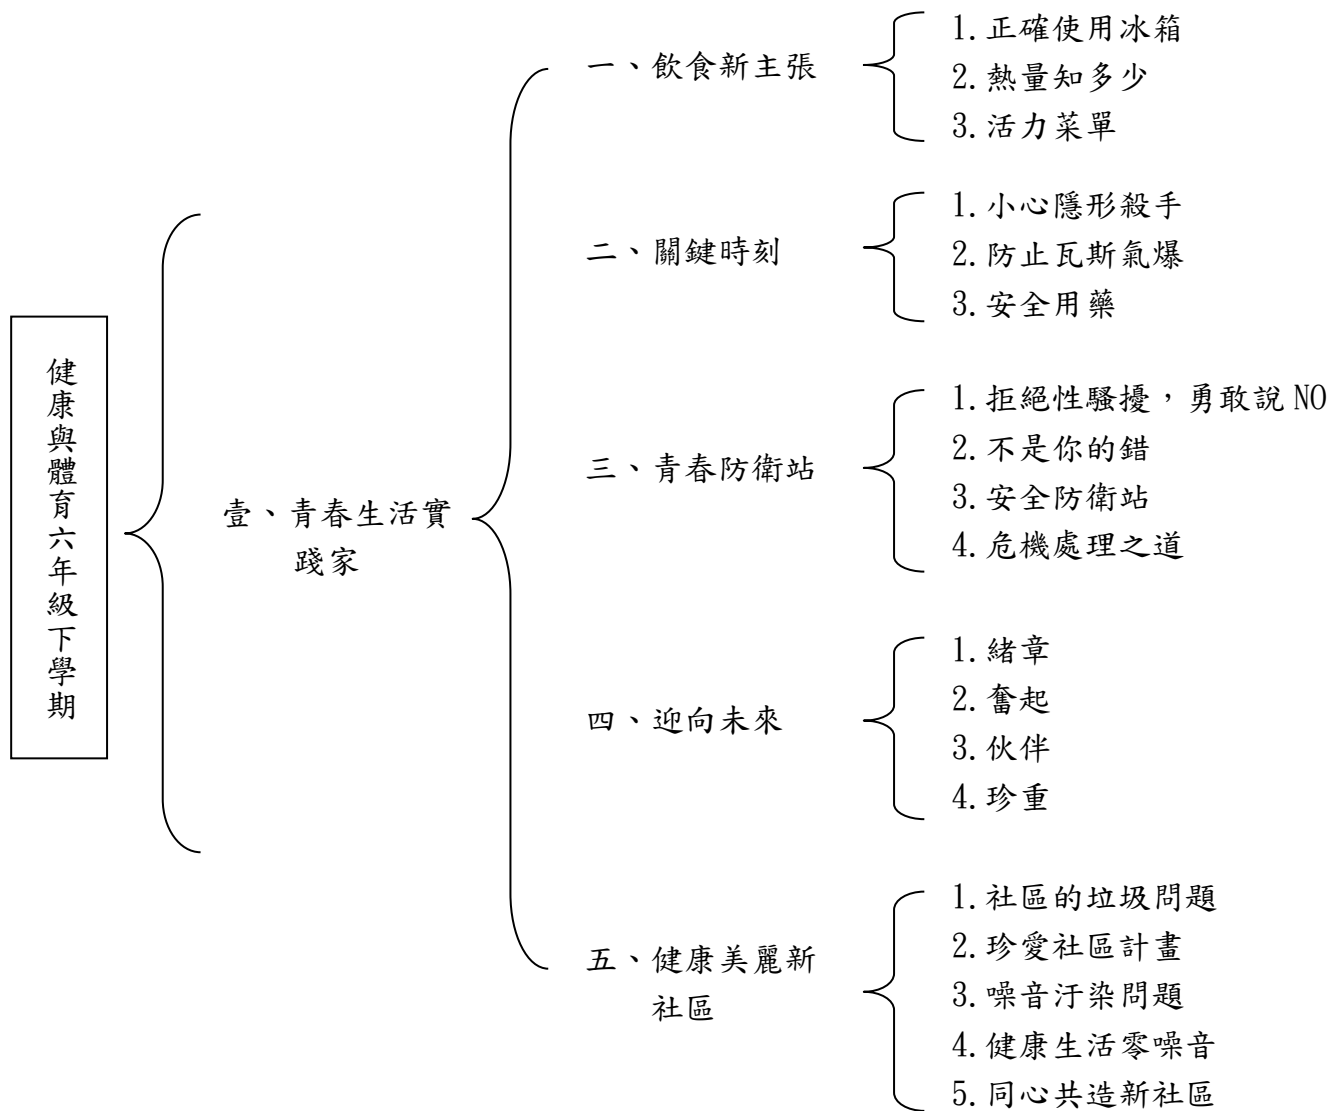 健康與體育六年級下學期
壹、青春生活實
踐家
一、飲食新主張
1.正確使用冰箱
2.熱量知多少
3.活力菜單
二、關鍵時刻
1.小心隱形殺手
2.防止瓦斯氣爆
3.安全用藥
三、青春防衛站
1.拒絕性騷擾，勇敢說 NO
2.不是你的錯
3.安全防衛站
4.危機處理之道
四、迎向未來
1.緒章
2.奮起
3.伙伴
4.珍重
五、健康美麗新
社區
1.社區的垃圾問題
2.珍愛社區計畫
3.噪音汙染問題
4.健康生活零噪音
5.同心共造新社區